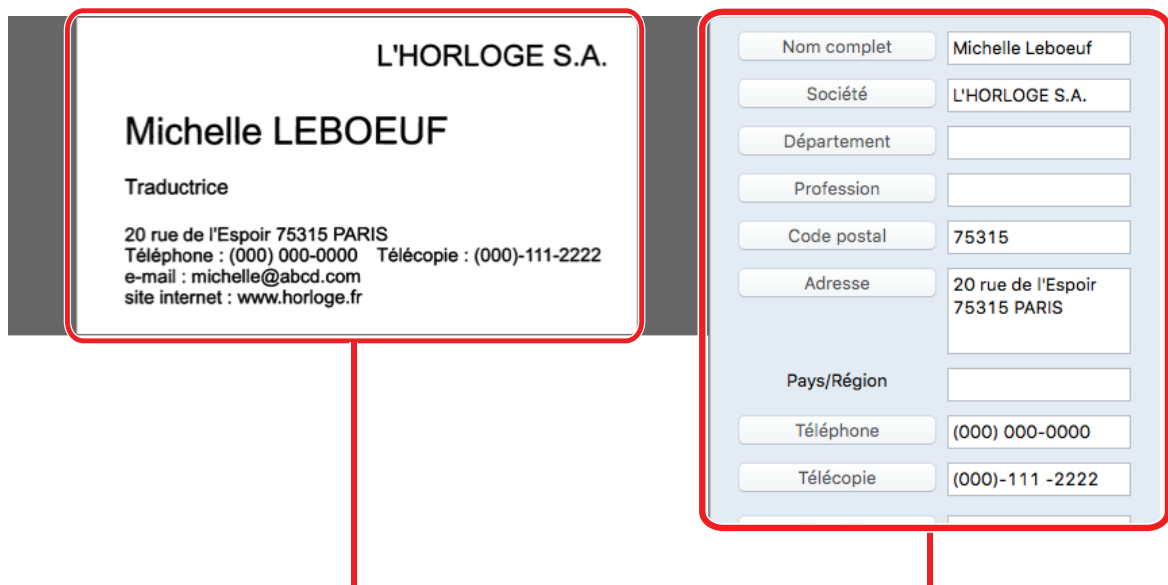 L'HORLOGE S.A.
Michelle LEBOEUF
Traductrice
20 rue de l'Espoir 75315 PARIS
Téléphone : (000) 000-0000 Télécopie : (000)-111-2222
e-mail : michelle@abcd.com
site internet : www.horloge.fr
Nom complet Michelle Leboeuf
Société L'HORLOGE S.A.
Département
Profession
Code postal 75315
Adresse 20 rue de l'Espoir
75315 PARIS
Pays/Région
Téléphone (000) 000-0000
Télécopie (000)-111 -2222